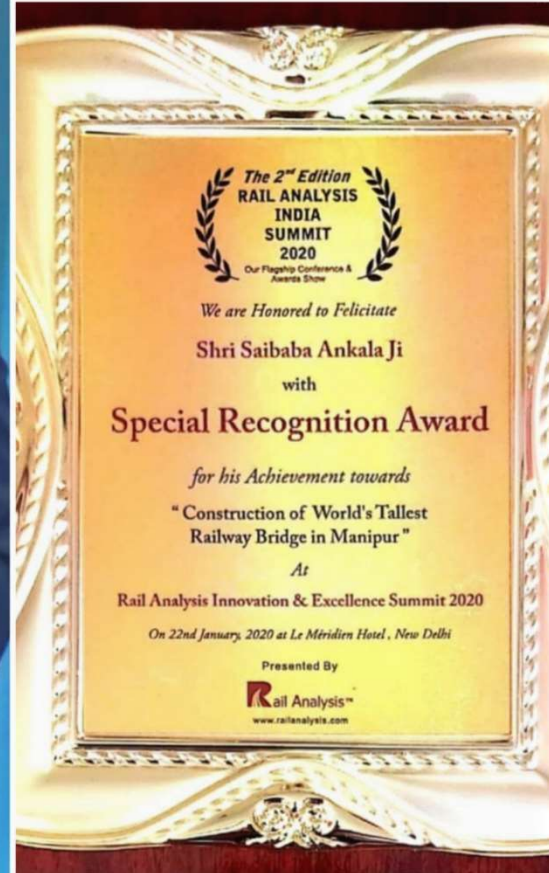 The 2nd Edition
RAIL ANALYSIS
INDIA
SUMMIT
2020
Our Flagship Conference &
Awards Show
We are Honored to Felicitate
Shri Saibaba Ankala Ji
with
Special Recognition Award
for his Achievement towards
" Construction of World's Tallest
Railway Bridge in Manipur "
At
Rail Analysis Innovation & Excellence Summit 2020
On 22nd January, 2020 at Le Méridien Hotel , New Delhi
Presented By
Rail Analysis™
www.railanalysis.com